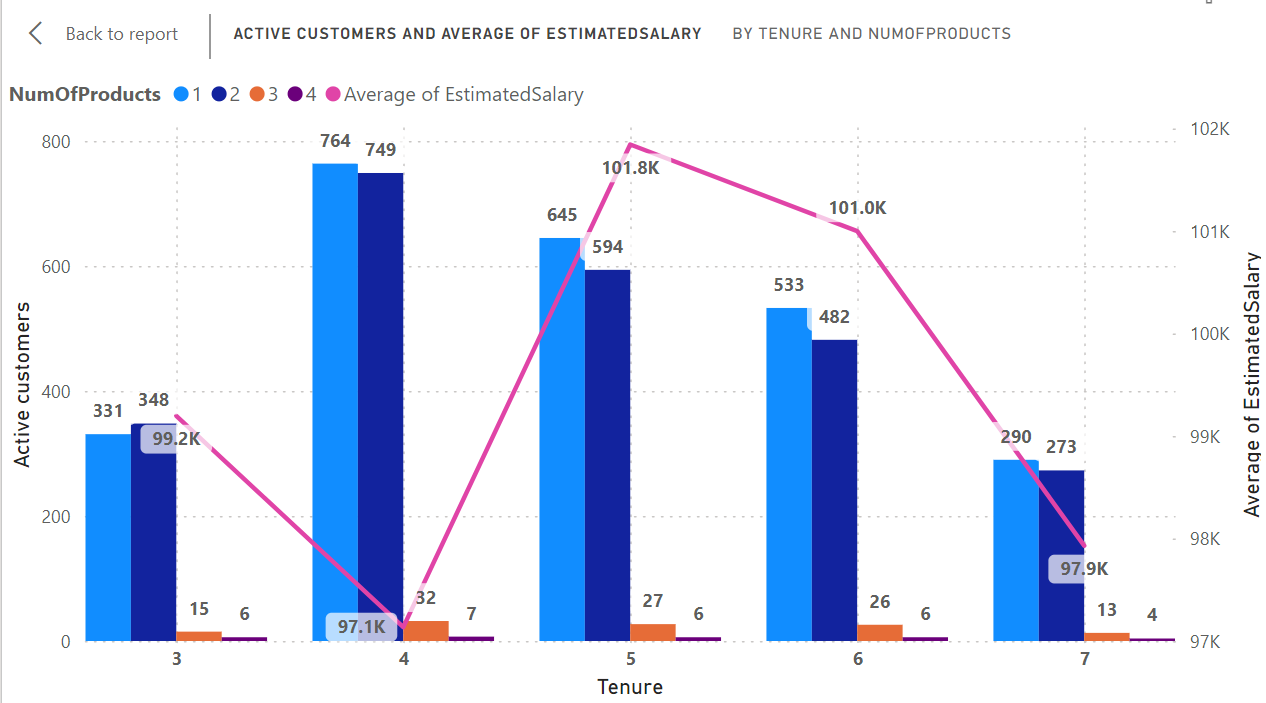 Back to report
ACTIVE CUSTOMERS AND AVERAGE OF ESTIMATEDSALARY BY TENURE AND NUMOFPRODUCTS
NumOfProducts 1 2 3 4 Average of EstimatedSalary
Active customers
800
600
400
200
0
331
348
15
6
764
749
32
7
645
594
27
6
533
482
26
6
290
273
13
4
99.2K
97.1K
101.8K
101.0K
97.9K
3 4 5 6 7
Tenure
102K
101K
100K
99K
98K
97K
Average of EstimatedSalary